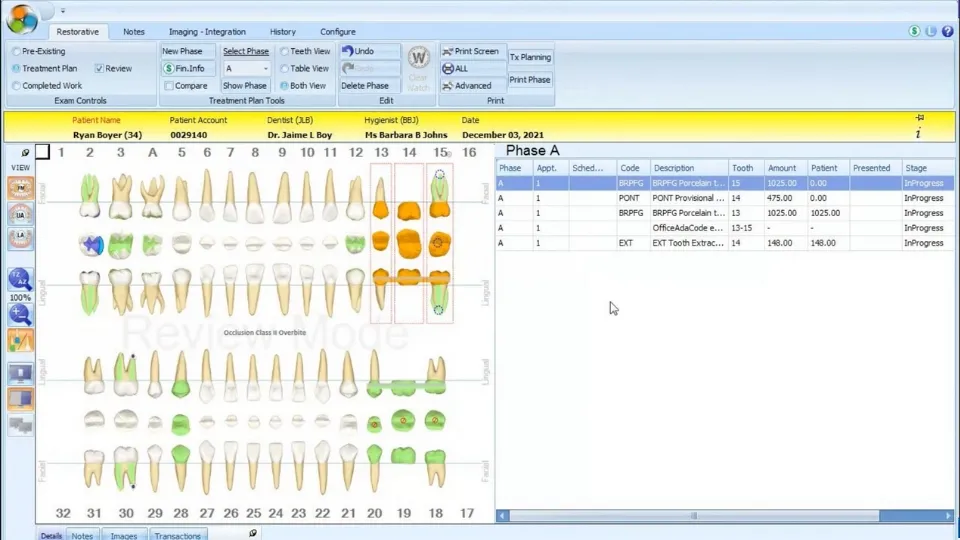 Restorative Notes Imaging - Integration History Configure
Pre-Existing
Treatment Plan Review
Completed Work
Exam Controls
New Phase Select Phase Teeth View
Fin.Info A Table View
Compare Show Phase Both View
Treatment Plan Tools
Undo
Delete Phase
Edit
W
Clear
Print Screen Tx Planning
ALL
Advanced Print Phase
Print
Patient Name Patient Account Dentist (JLB) Hygienist (BBJ) Date
Ryan Boyer (34) 0029140 Dr. Jaime L Boy Ms Barbara B Johns December 03, 2021
VIEW
FM
UA
LA
TZ
AZ
100%
1 2 3 A 5 6 7 8 9 10 11 12 13 14 15 16
Facial
Lingual
Review Mode
Occlusion Class II Overbite
Lingual
Facial
32 31 30 29 28 27 26 25 24 23 22 21 20 19 18 17
Phase A
Phase Appt. Sched... Code Description Tooth Amount Patient Presented Stage
A 1 BRPFG BRPFG Porcelain t... 15 1025.00 0.00 InProgress
A 1 PONT PONT Provisional ... 14 475.00 0.00 InProgress
A 1 BRPFG BRPFG Porcelain t... 13 1025.00 1025.00 InProgress
A 1 OfficeAdaCode e... 13-15 - - InProgress
A 1 EXT EXT Tooth Extrac... 14 148.00 148.00 InProgress
Details Notes Images Transactions